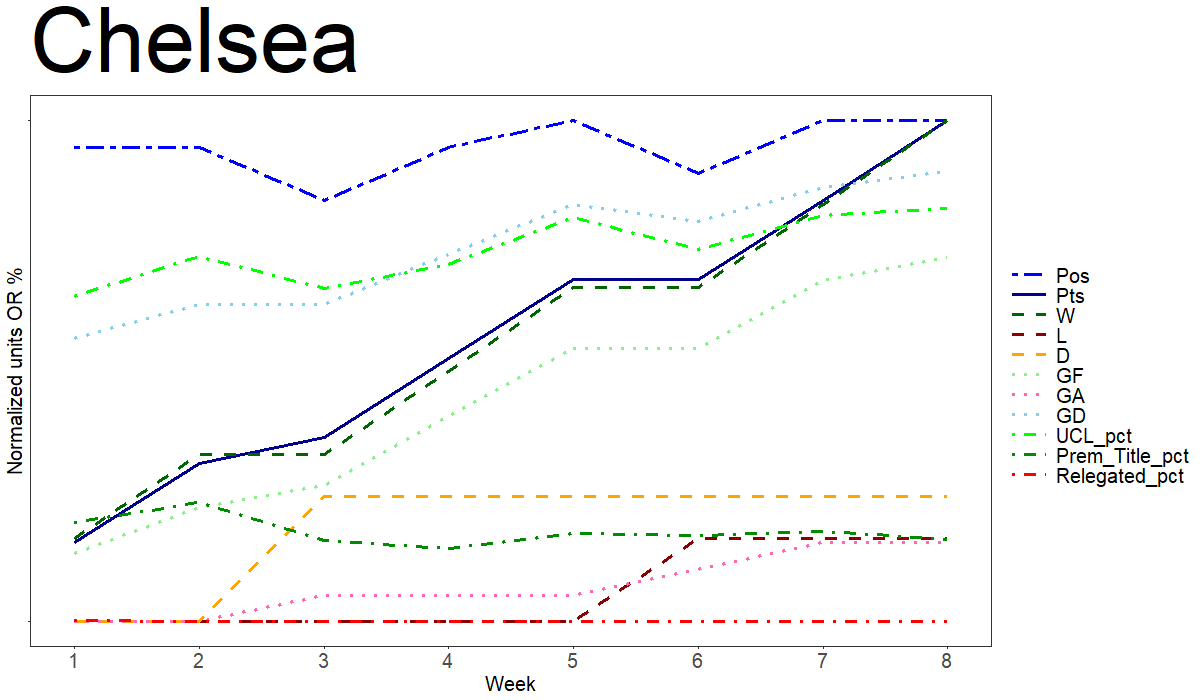 Chelsea
Normalized units OR %
1 2 3 4 5 6 7 8
Week
Pos
Pts
W
L
D
GF
GA
GD
UCL_pct
Prem_Title_pct
Relegated_pct